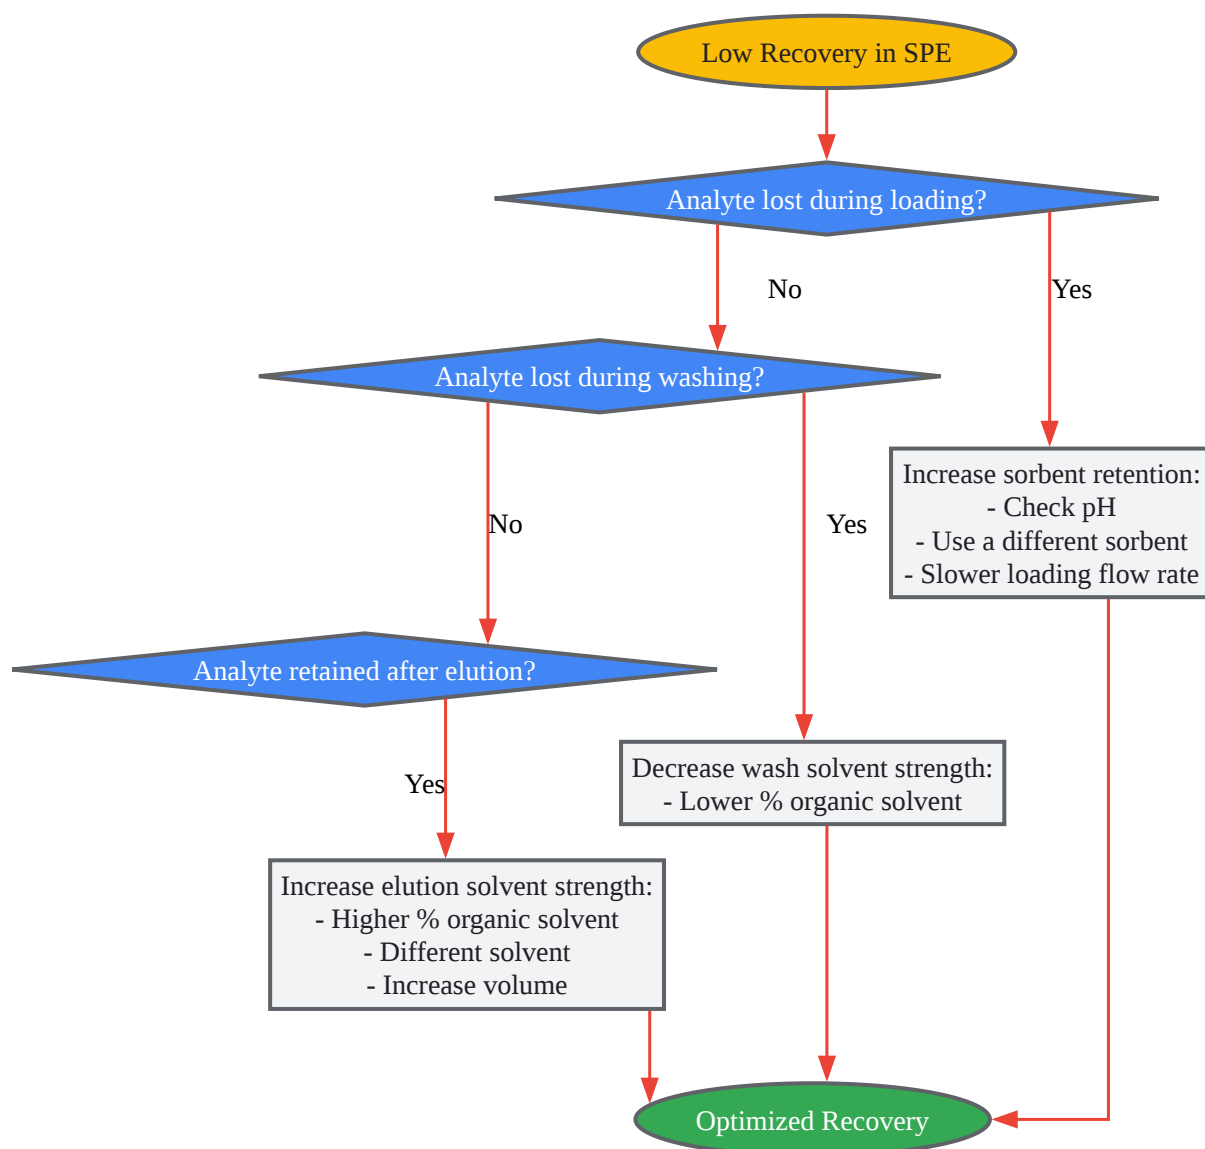 Low Recovery in SPE
Analyte lost during loading?
No
Yes
Analyte lost during washing?
Increase sorbent retention:
- Check pH
- Use a different sorbent
- Slower loading flow rate
No
Yes
Analyte retained after elution?
Yes
Decrease wash solvent strength:
- Lower % organic solvent
Increase elution solvent strength:
- Higher % organic solvent
- Different solvent
- Increase volume
Optimized Recovery